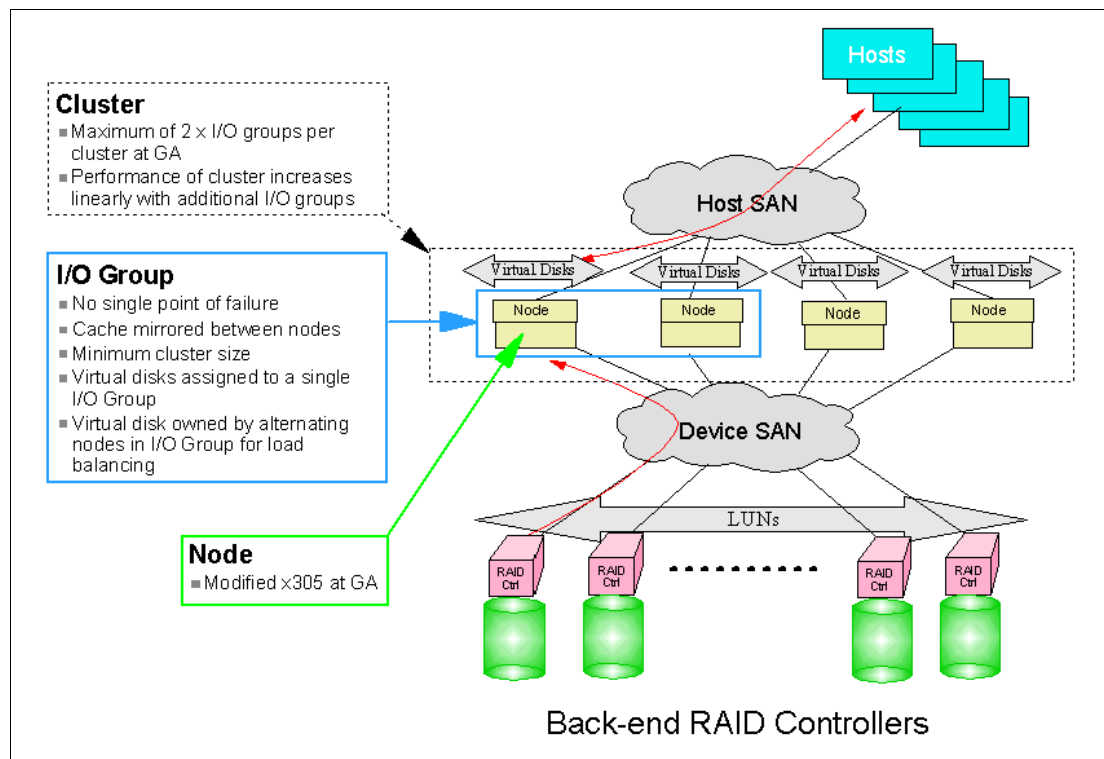 Hosts
Cluster
Maximum of 2 x I/O groups per
cluster at GA
Performance of cluster increases
linearly with additional I/O groups
Host SAN
I/O Group
No single point of failure
Cache mirrored between nodes
Minimum cluster size
Virtual disks assigned to a single
I/O Group
Virtual disk owned by alternating
nodes in I/O Group for load
balancing
Virtual Disks
Virtual Disks
Virtual Disks
Virtual Disks
Node
Node
Node
Node
Device SAN
LUNs
Node
Modified x305 at GA
RAID
Ctrl
RAID
Ctrl
RAID
Ctrl
RAID
Ctrl
Back-end RAID Controllers